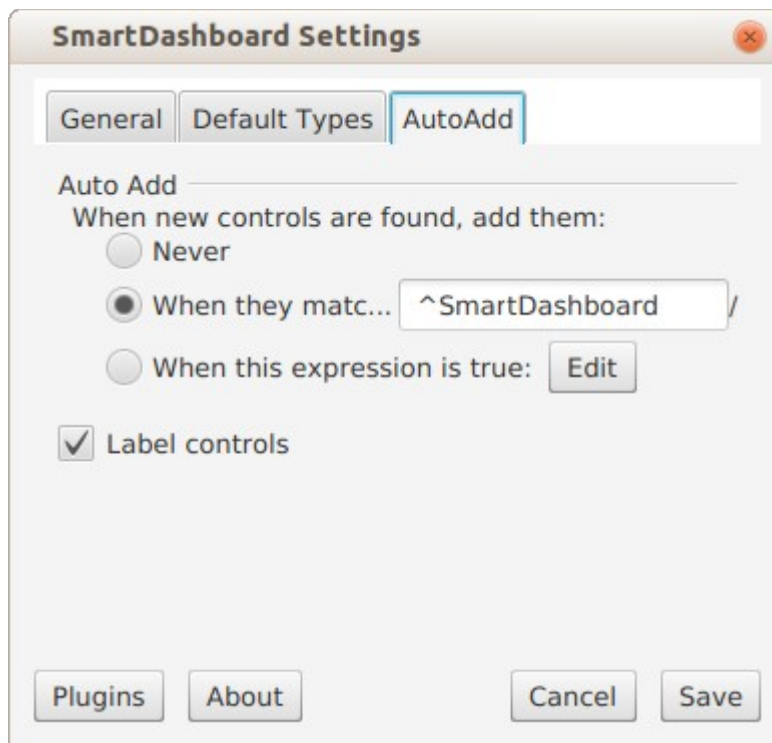 SmartDashboard Settings
General Default Types AutoAdd
Auto Add
When new controls are found, add them:
Never
When they matc... ^SmartDashboard /
When this expression is true: Edit
Label controls
Plugins About Cancel Save